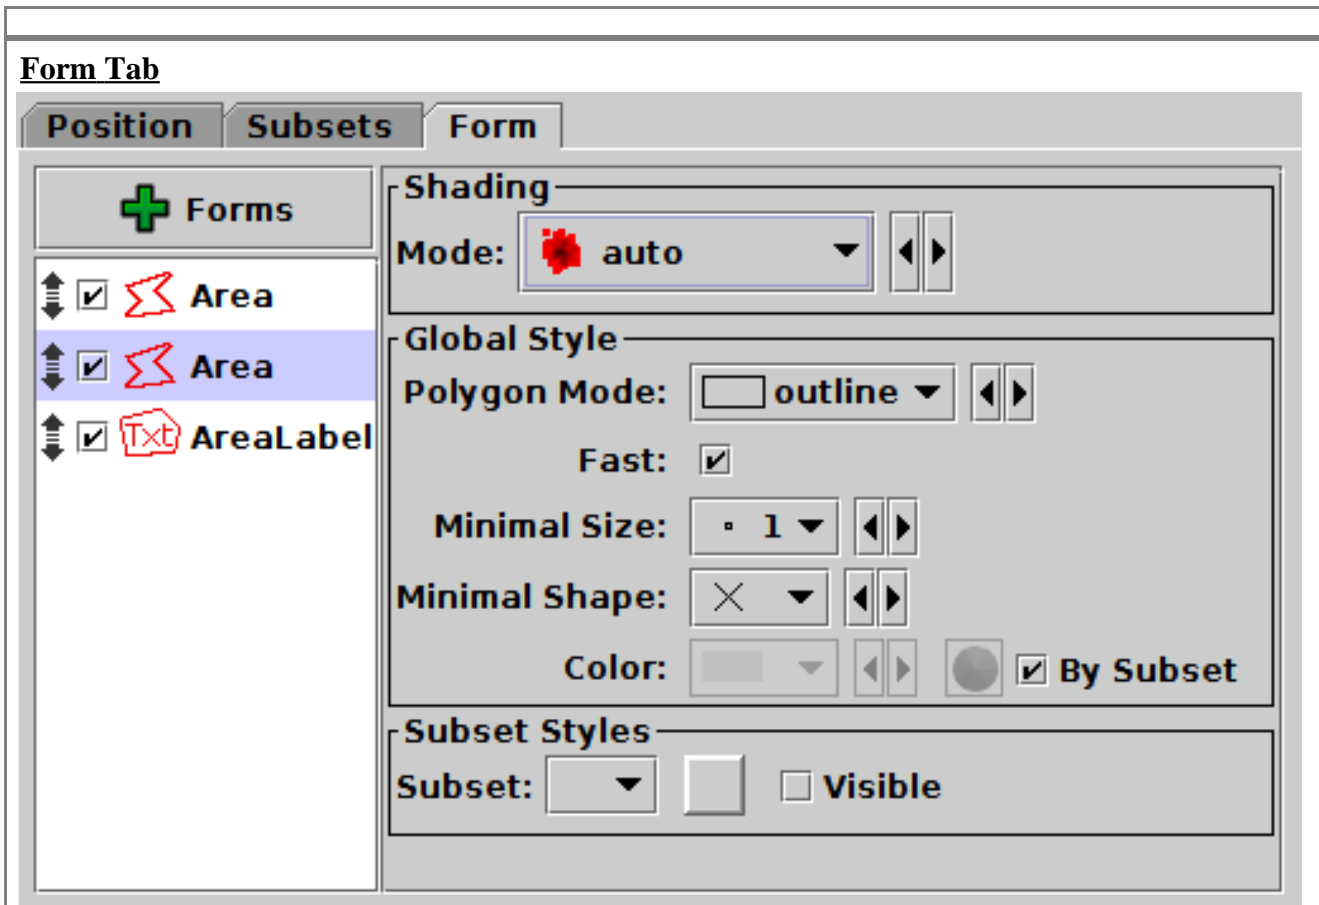 Form Tab
Position Subsets Form
Forms
Area
Area
Txt AreaLabel
Shading
Mode: auto
Global Style
Polygon Mode: outline
Fast:
Minimal Size: 1
Minimal Shape:
Color: By Subset
Subset Styles
Subset: Visible